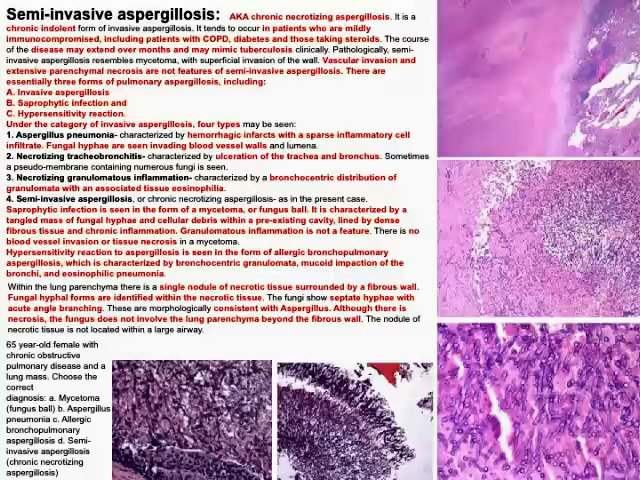 Semi-invasive aspergillosis: AKA chronic necrotizing aspergillosis. It is a
chronic indolent form of invasive aspergillosis. It tends to occur in patients who are mildly
immunocompromised, including patients with COPD, diabetes and those taking steroids. The course
of the disease may extend over months and may mimic tuberculosis clinically. Pathologically, semi-
invasive aspergillosis resembles mycetoma, with superficial invasion of the wall. Vascular invasion and
extensive parenchymal necrosis are not features of semi-invasive aspergillosis. There are
essentially three forms of pulmonary aspergillosis, including:
A. Invasive aspergillosis
B. Saprophytic infection and
C. Hypersensitivity reaction.
Under the category of invasive aspergillosis, four types may be seen:
1. Aspergillus pneumonia- characterized by hemorrhagic infarcts with a sparse inflammatory cell
infiltrate. Fungal hyphae are seen invading blood vessel walls and lumena.
2. Necrotizing tracheobronchitis- characterized by ulceration of the trachea and bronchus. Sometimes
a pseudo-membrane containing numerous fungi is seen.
3. Necrotizing granulomatous inflammation- characterized by a bronchocentric distribution of
granulomata with an associated tissue eosinophilia.
4. Semi-invasive aspergillosis, or chronic necrotizing aspergillosis- as in the present case.
Saprophytic infection is seen in the form of a mycetoma, or fungus ball. It is characterized by a
tangled mass of fungal hyphae and cellular debris within a pre-existing cavity, lined by dense
fibrous tissue and chronic inflammation. Granulomatous inflammation is not a feature. There is no
blood vessel invasion or tissue necrosis in a mycetoma.
Hypersensitivity reaction to aspergillosis is seen in the form of allergic bronchopulmonary
aspergillosis, which is characterized by bronchocentric granulomata, mucoid impaction of the
bronchi, and eosinophilic pneumonia.
Within the lung parenchyma there is a single nodule of necrotic tissue surrounded by a fibrous wall.
Fungal hyphal forms are identified within the necrotic tissue. The fungi show septate hyphae with
acute angle branching. These are morphologically consistent with Aspergillus. Although there is
necrosis, the fungus does not involve the lung parenchyma beyond the fibrous wall. The nodule of
necrotic tissue is not located within a large airway.
65 year-old female with
chronic obstructive
pulmonary disease and a
lung mass. Choose the
correct
diagnosis: a. Mycetoma
(fungus ball) b. Aspergillus
pneumonia c. Allergic
bronchopulmonary
aspergillosis d. Semi-
invasive aspergillosis
(chronic necrotizing
aspergillosis)